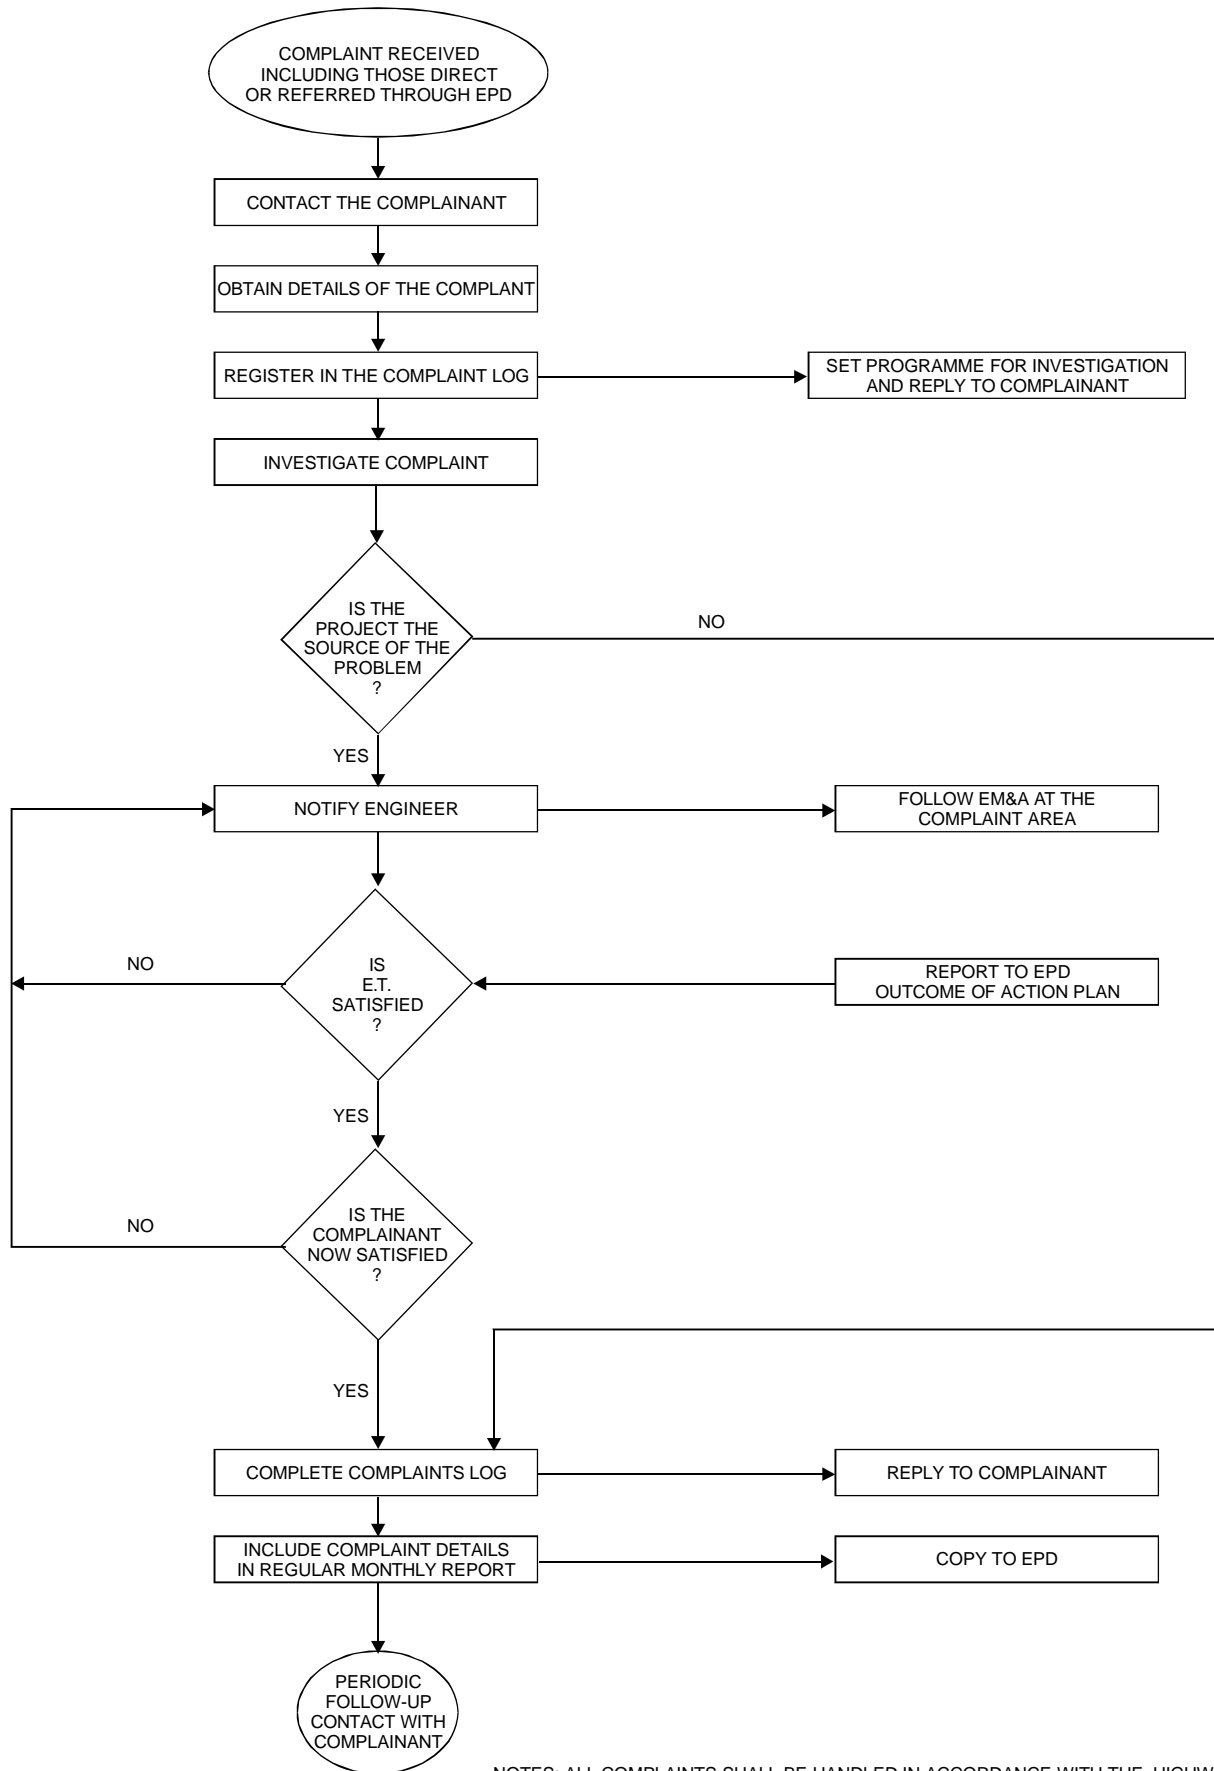 COMPLAINT RECEIVED
INCLUDING THOSE DIRECT
OR REFERRED THROUGH EPD
CONTACT THE COMPLAINANT
OBTAIN DETAILS OF THE COMPLANT
REGISTER IN THE COMPLAINT LOG
SET PROGRAMME FOR INVESTIGATION
AND REPLY TO COMPLAINANT
INVESTIGATE COMPLAINT
IS THE
PROJECT THE
SOURCE OF THE
PROBLEM
?
NO
YES
NOTIFY ENGINEER
FOLLOW EM&A AT THE
COMPLAINT AREA
IS
E.T.
SATISFIED
?
NO
REPORT TO EPD
OUTCOME OF ACTION PLAN
YES
IS THE
COMPLAINANT
NOW SATISFIED
?
NO
YES
COMPLETE COMPLAINTS LOG
REPLY TO COMPLAINANT
INCLUDE COMPLAINT DETAILS
IN REGULAR MONTHLY REPORT
COPY TO EPD
PERIODIC
FOLLOW-UP
CONTACT WITH
COMPLAINANT
NOTES: ALL COMPLAINTS SHALL BE HANDLED IN ACCORDANCE WITH THE